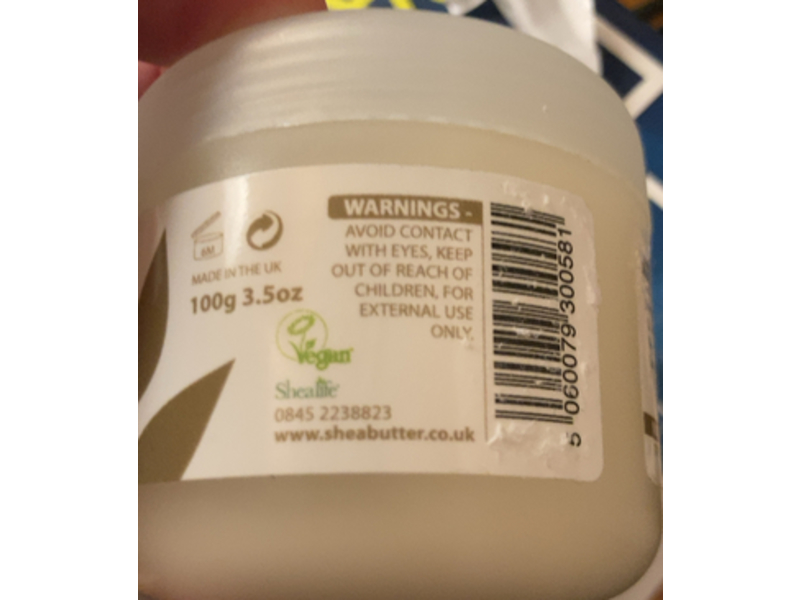 6M
MADE IN THE UK
100g 3.5oz
WARNINGS -
AVOID CONTACT
WITH EYES, KEEP
OUT OF REACH OF
CHILDREN, FOR
EXTERNAL USE
ONLY.
Vegan
Shealife
0845 2238823
www.sheabutter.co.uk
5 060079 300581